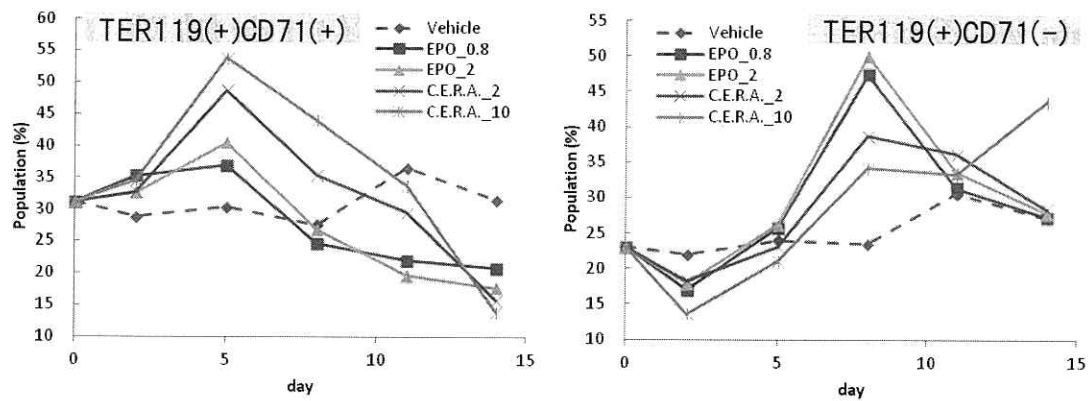 TER119(+)CD71(+)
Vehicle
EPO_0.8
EPO_2
C.E.R.A._2
C.E.R.A._10
Population (%)
60
55
50
45
40
35
30
25
20
15
10
0
5
10
15
day
TER119(+)CD71(-)
Vehicle
EPO_0.8
EPO_2
C.E.R.A._2
C.E.R.A._10
Population (%)
55
50
45
40
35
30
25
20
15
10
0
5
10
15
day